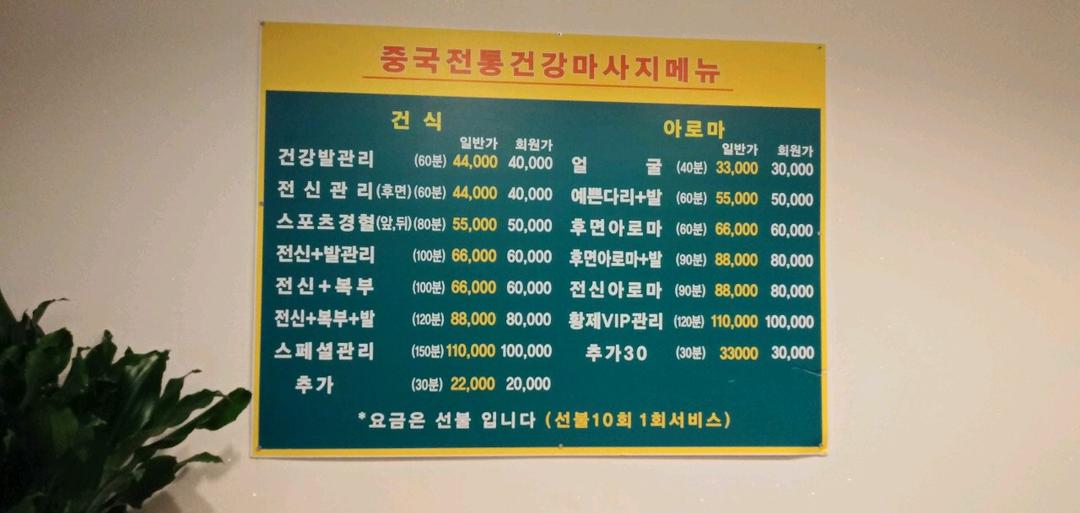 중국전통건강마사지메뉴
건 식
일반가 회원가
건강발관리 (60분) 44,000 40,000
전 신 관 리(후면)(60분) 44,000 40,000
스포츠경혈(앞,뒤)(80분) 55,000 50,000
전신+발관리 (100분) 66,000 60,000
전신+복부 (100분) 66,000 60,000
전신+복부+발 (120분) 88,000 80,000
스페셜관리 (150분) 110,000 100,000
추가 (30분) 22,000 20,000
아로마
일반가 회원가
얼 굴 (40분) 33,000 30,000
예쁜다리+발 (60분) 55,000 50,000
후면아로마 (60분) 66,000 60,000
후면아로마+발 (90분) 88,000 80,000
전신아로마 (90분) 88,000 80,000
황제VIP관리 (120분) 110,000 100,000
추가30 (30분) 33000 30,000
*요금은 선불 입니다 (선불10회 1회서비스)